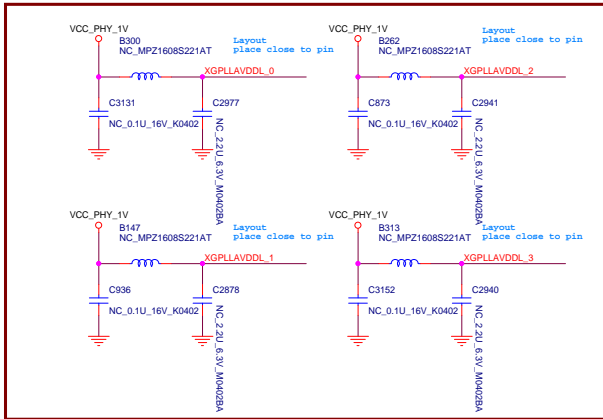 VCC_PHY_1V
B300
NC_MPZ1608S221AT
Layout
place close to pin
XGPLLAVDDL_0
C3131
NC_0.1U_16V_K0402
C2977
NC_2.2U_6.3V_M0402BA
VCC_PHY_1V
B262
NC_MPZ1608S221AT
Layout
place close to pin
XGPLLAVDDL_2
C873
NC_0.1U_16V_K0402
C2941
NC_2.2U_6.3V_M0402BA
VCC_PHY_1V
B147
NC_MPZ1608S221AT
Layout
place close to pin
XGPLLAVDDL_1
C936
NC_0.1U_16V_K0402
C2878
NC_2.2U_6.3V_M0402BA
VCC_PHY_1V
B313
NC_MPZ1608S221AT
Layout
place close to pin
XGPLLAVDDL_3
C3152
NC_0.1U_16V_K0402
C2940
NC_2.2U_6.3V_M0402BA